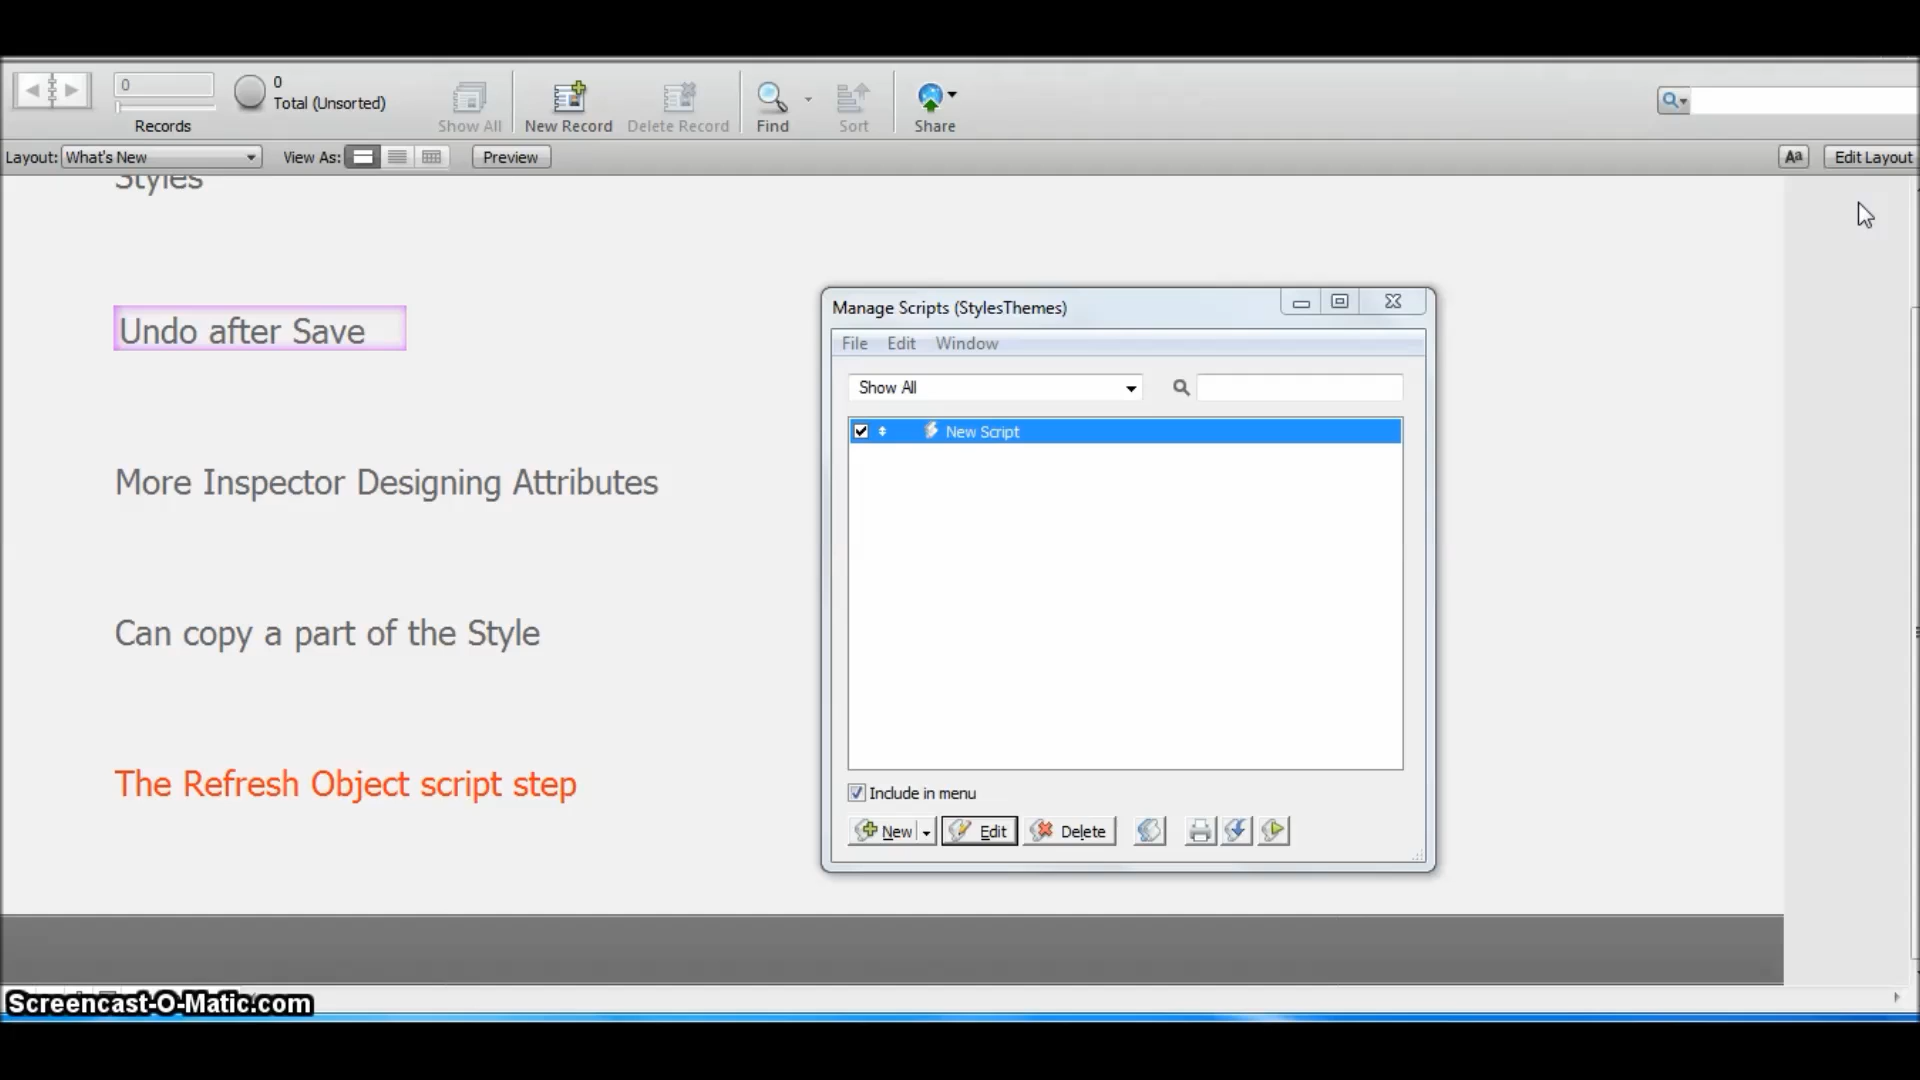 0
0
Total (Unsorted)
Records
Show All
New Record
Delete Record
Find
Sort
Share
Layout: What's New
View As:
Preview
Aa
Edit Layout
Styles
Undo after Save
More Inspector Designing Attributes
Can copy a part of the Style
The Refresh Object script step
Manage Scripts (StylesThemes)
File Edit Window
Show All
New Script
Include in menu
New Edit Delete
Screencast-O-Matic.com